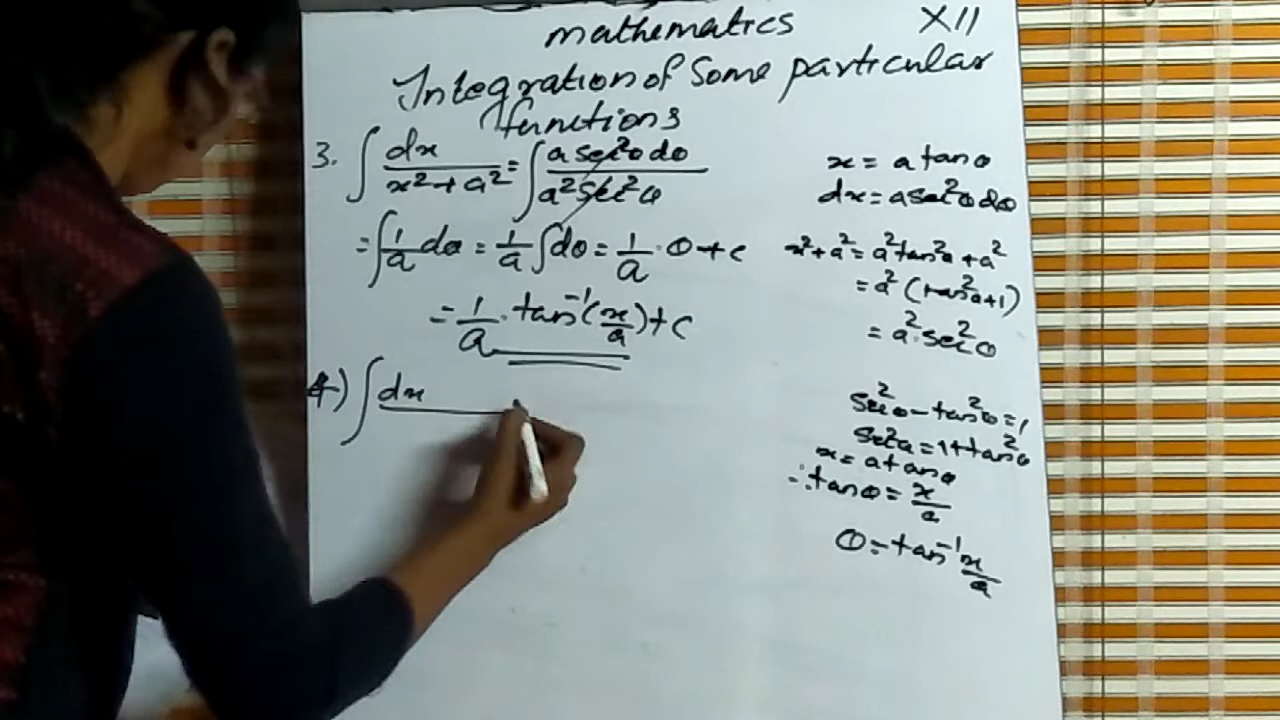 mathematics XII
Integration of some particular
functions
3. ∫ dx / x² + a² = ∫ a sec²θ dθ / a² sec²θ
= ∫ 1/a dθ = 1/a ∫ dθ = 1/a · θ + c
= 1/a · tan⁻¹(x/a) + c
4) ∫ dx
x = a tanθ
dx = a sec²θ dθ
x² + a² = a² tan²θ + a²
= a² (tan²θ + 1)
= a² · sec²θ
sec²θ - tan²θ = 1
sec²θ = 1 + tan²θ
x = a tanθ
∴ tanθ = x/a
θ = tan⁻¹ x/a